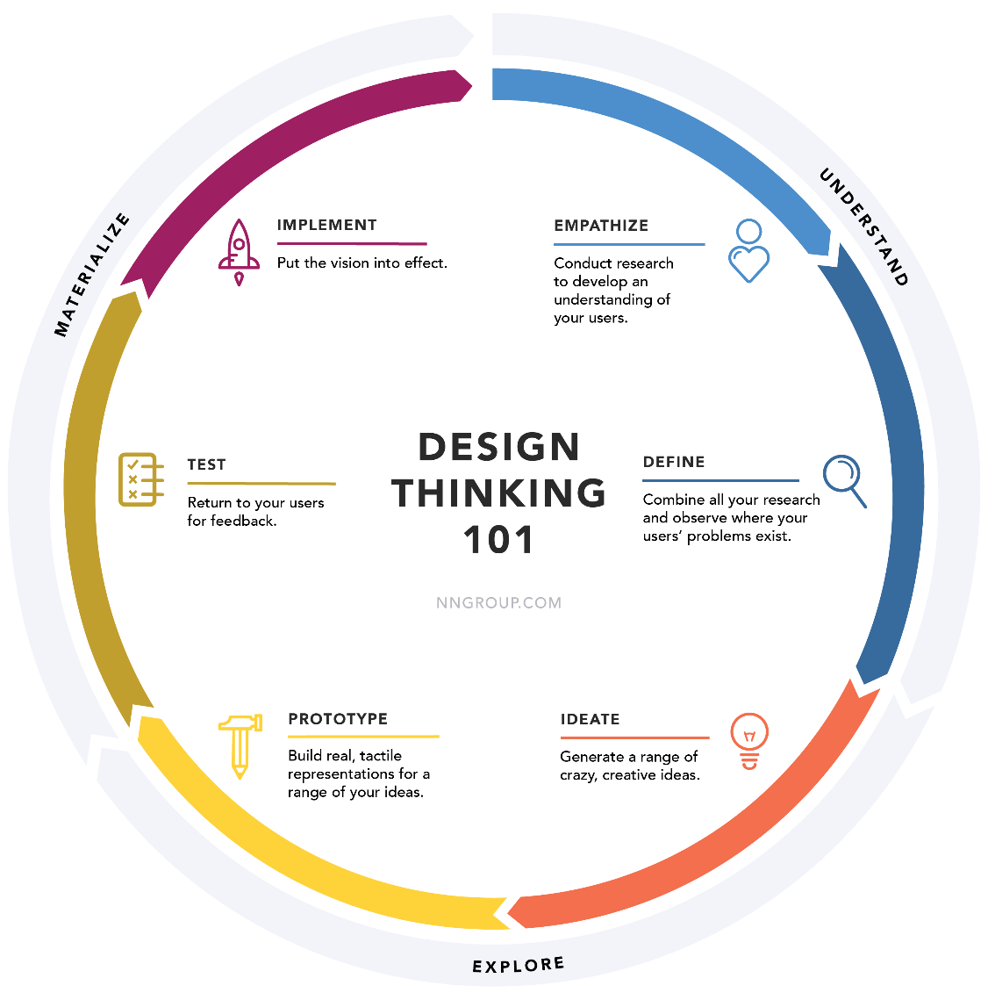 DESIGN
THINKING
101
NNGROUP.COM
UNDERSTAND
EMPATHIZE
Conduct research
to develop an
understanding of
your users.
DEFINE
Combine all your research
and observe where your
users’ problems exist.
EXPLORE
IDEATE
Generate a range of
crazy, creative ideas.
PROTOTYPE
Build real, tactile
representations for a
range of your ideas.
MATERIALIZE
TEST
Return to your users
for feedback.
IMPLEMENT
Put the vision into effect.